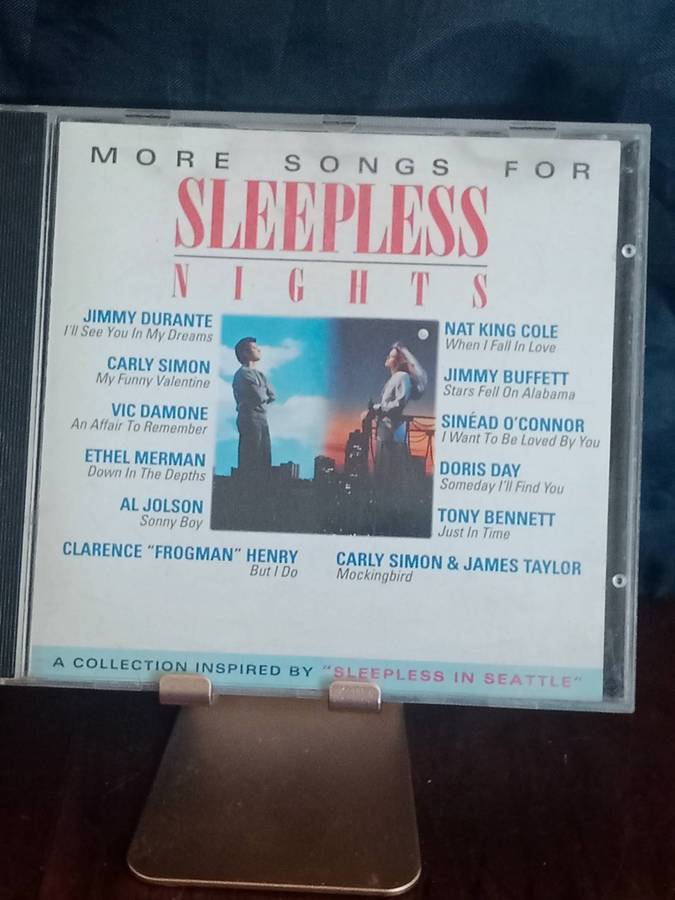 MORE SONGS FOR
SLEEPLESS
NIGHTS
JIMMY DURANTE
I'll See You In My Dreams
CARLY SIMON
My Funny Valentine
VIC DAMONE
An Affair To Remember
ETHEL MERMAN
Down In The Depths
AL JOLSON
Sonny Boy
CLARENCE "FROGMAN" HENRY
But I Do
NAT KING COLE
When I Fall In Love
JIMMY BUFFETT
Stars Fell On Alabama
SINÉAD O'CONNOR
I Want To Be Loved By You
DORIS DAY
Someday I'll Find You
TONY BENNETT
Just In Time
CARLY SIMON & JAMES TAYLOR
Mockingbird
A COLLECTION INSPIRED BY "SLEEPLESS IN SEATTLE"